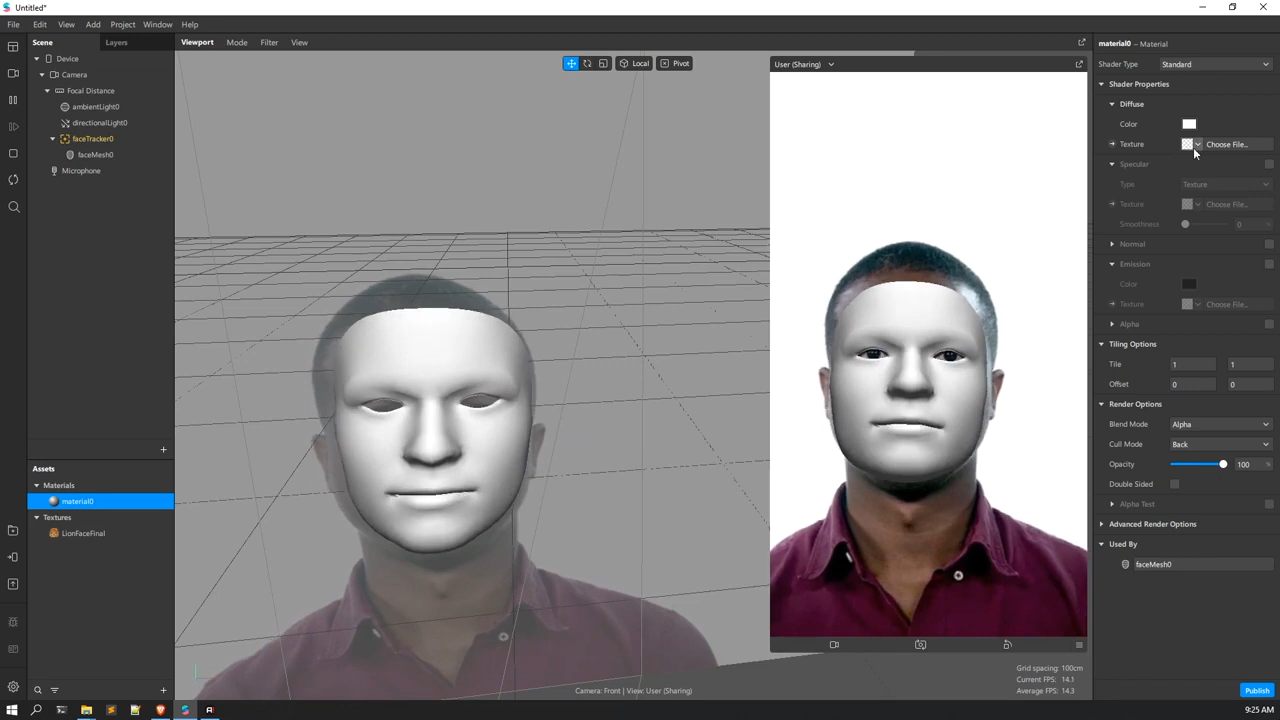 Untitled*
File Edit View Add Project Window Help
Scene Layers
Device
Camera
Focal Distance
ambientLight0
directionalLight0
faceTracker0
faceMesh0
Microphone
Assets
Materials
material0
Textures
LionFaceFinal
Viewport Mode Filter View
Local Pivot
User (Sharing)
Grid spacing: 100cm
Current FPS: 14.1
Average FPS: 14.3
Camera: Front | View: User (Sharing)
material0 – Material
Shader Type Standard
Shader Properties
Diffuse
Color
Texture Choose File...
Specular
Type Texture
Texture Choose File...
Smoothness 0 %
Normal
Emission
Color
Texture Choose File...
Alpha
Tiling Options
Tile 1 1
Offset 0 0
Render Options
Blend Mode Alpha
Cull Mode Back
Opacity 100 %
Double Sided
Alpha Test
Advanced Render Options
Used By
faceMesh0
Publish
9:25 AM